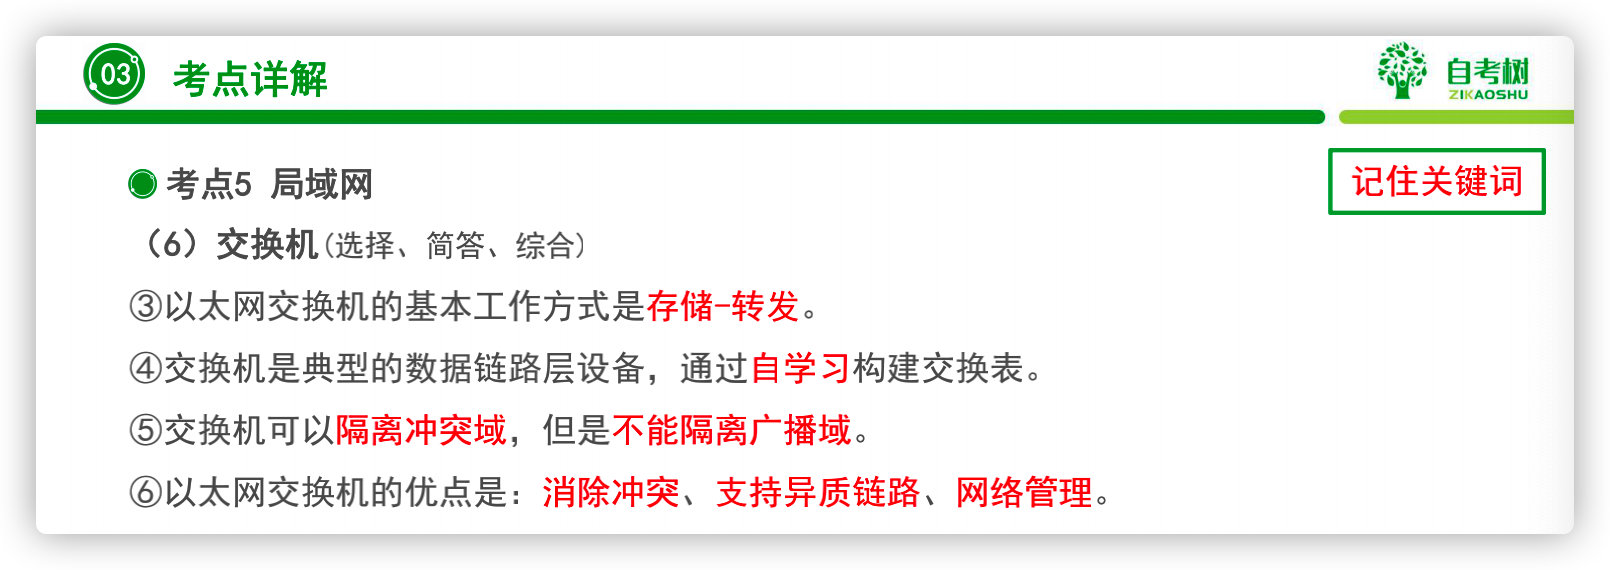 03 考点详解
自考树
ZIKAOSHU
记住关键词
考点5 局域网
（6）交换机(选择、简答、综合)
③以太网交换机的基本工作方式是存储-转发。
④交换机是典型的数据链路层设备，通过自学习构建交换表。
⑤交换机可以隔离冲突域，但是不能隔离广播域。
⑥以太网交换机的优点是：消除冲突、支持异质链路、网络管理。